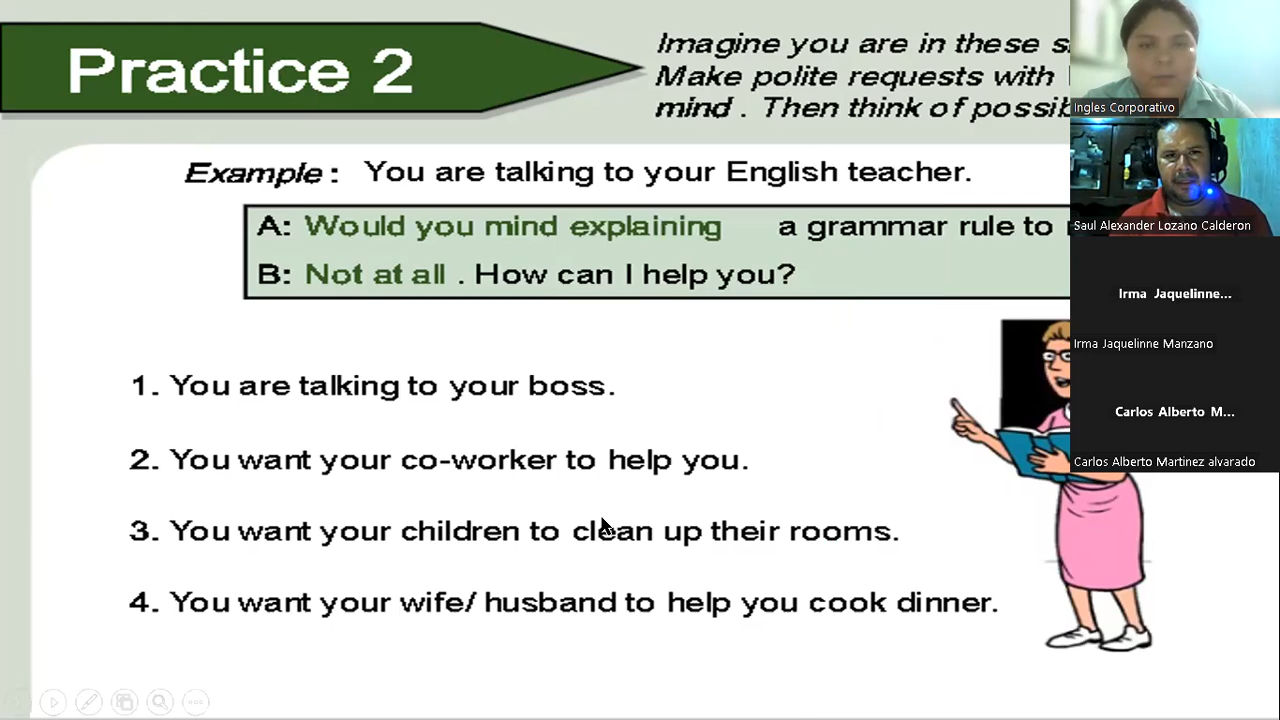 Practice 2
Imagine you are in these
Make polite requests with
mind . Then think of
Example : You are talking to your English teacher.
A: Would you mind explaining a grammar rule to
B: Not at all . How can I help you?
1. You are talking to your boss.
2. You want your co-worker to help you.
3. You want your children to clean up their rooms.
4. You want your wife/ husband to help you cook dinner.
Ingles Corporativo
Saul Alexander Lozano Calderon
Irma Jaquelinne...
Irma Jaquelinne Manzano
Carlos Alberto M...
Carlos Alberto Martinez alvarado